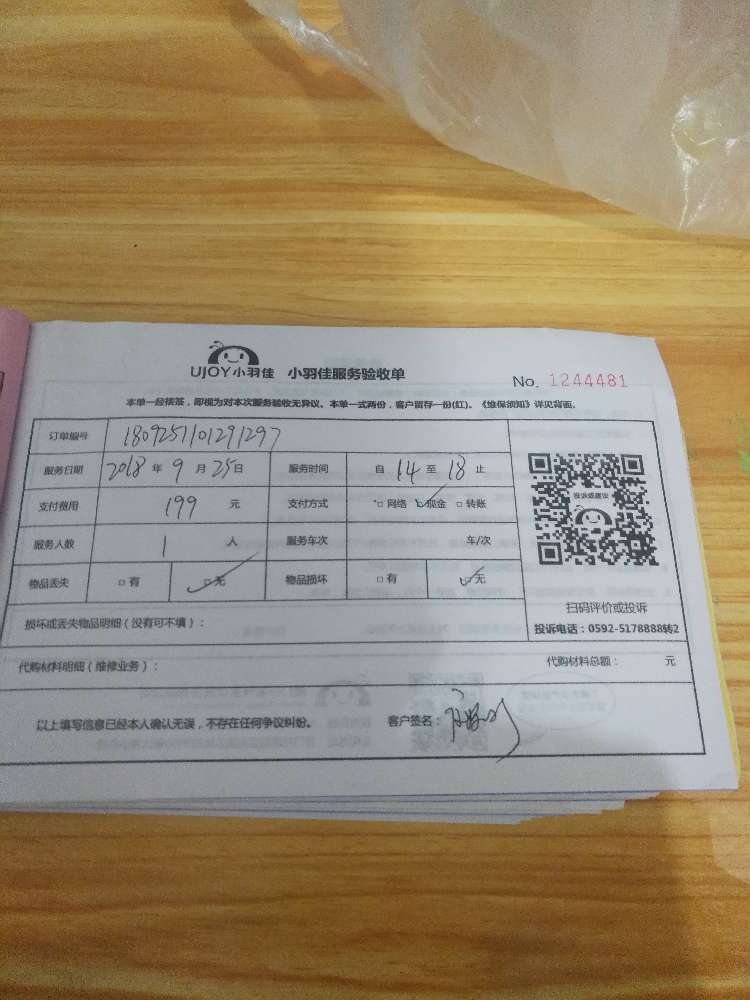 UJOY小羽佳 小羽佳服务验收单 No. 1244481
本单一经签签，即视为对本次服务验收无异议。本单一式两份，客户留存一份(红)。《维保须知》详见背面。
订单编号 180925110129297
服务日期 2018 年 9 月 25 日 服务时间 自 14 至 18 止
支付费用 199 元 支付方式 □ 网络 ☑ 现金 □ 转账
服务人数 1 人 服务车次 车/次
物品丢失 □ 有 ☑ 无 物品损坏 □ 有 ☑ 无
投诉或建议
扫码评价或投诉
损坏或丢失物品明细（没有可不填）：
投诉电话：0592-5178888转2
代购材料明细（维修业务）： 代购材料总额： 元
以上填写信息已经本人确认无误，不存在任何争议纠纷。 客户签名：